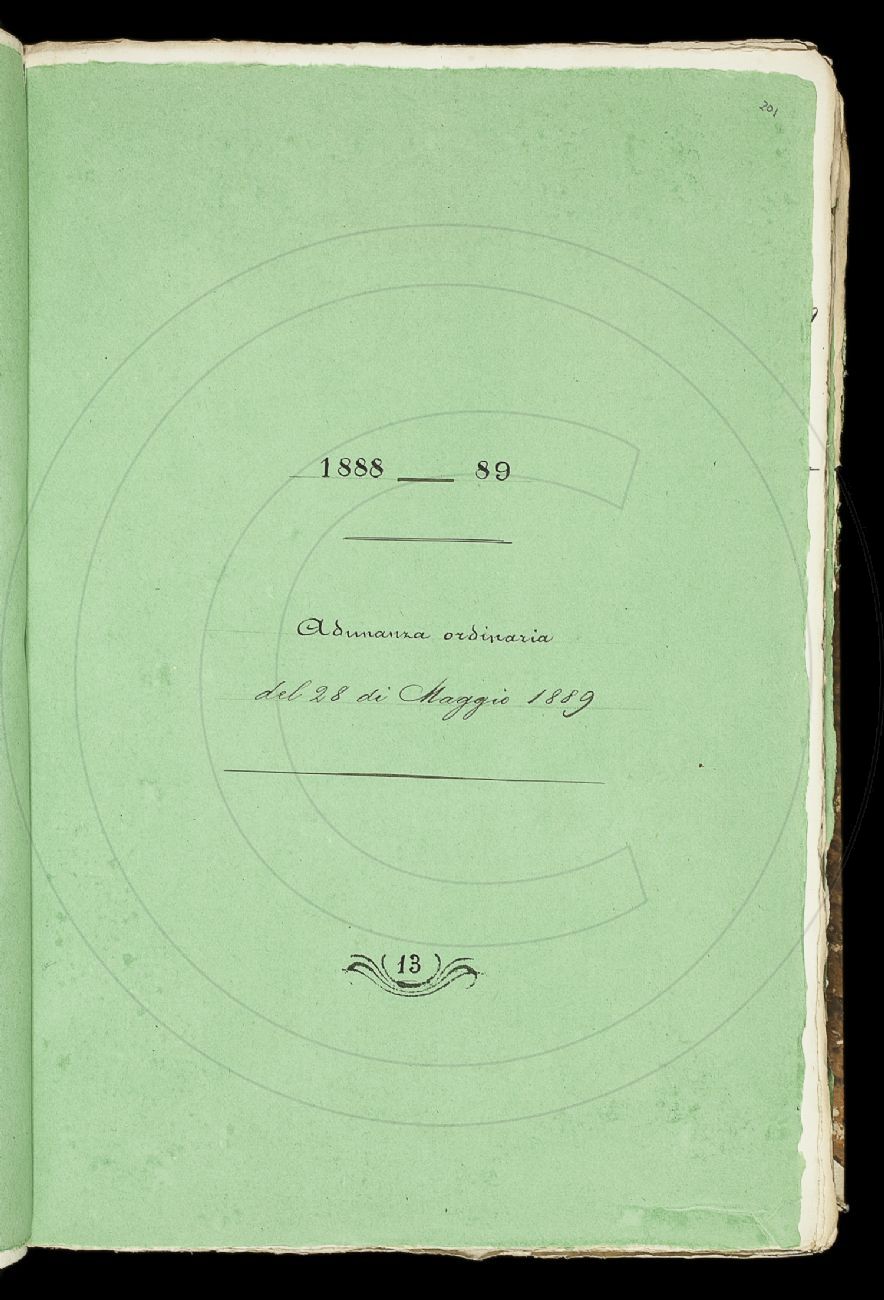 201
1888 — 89
Adunanza ordinaria
del 28 di Maggio 1889
(13)